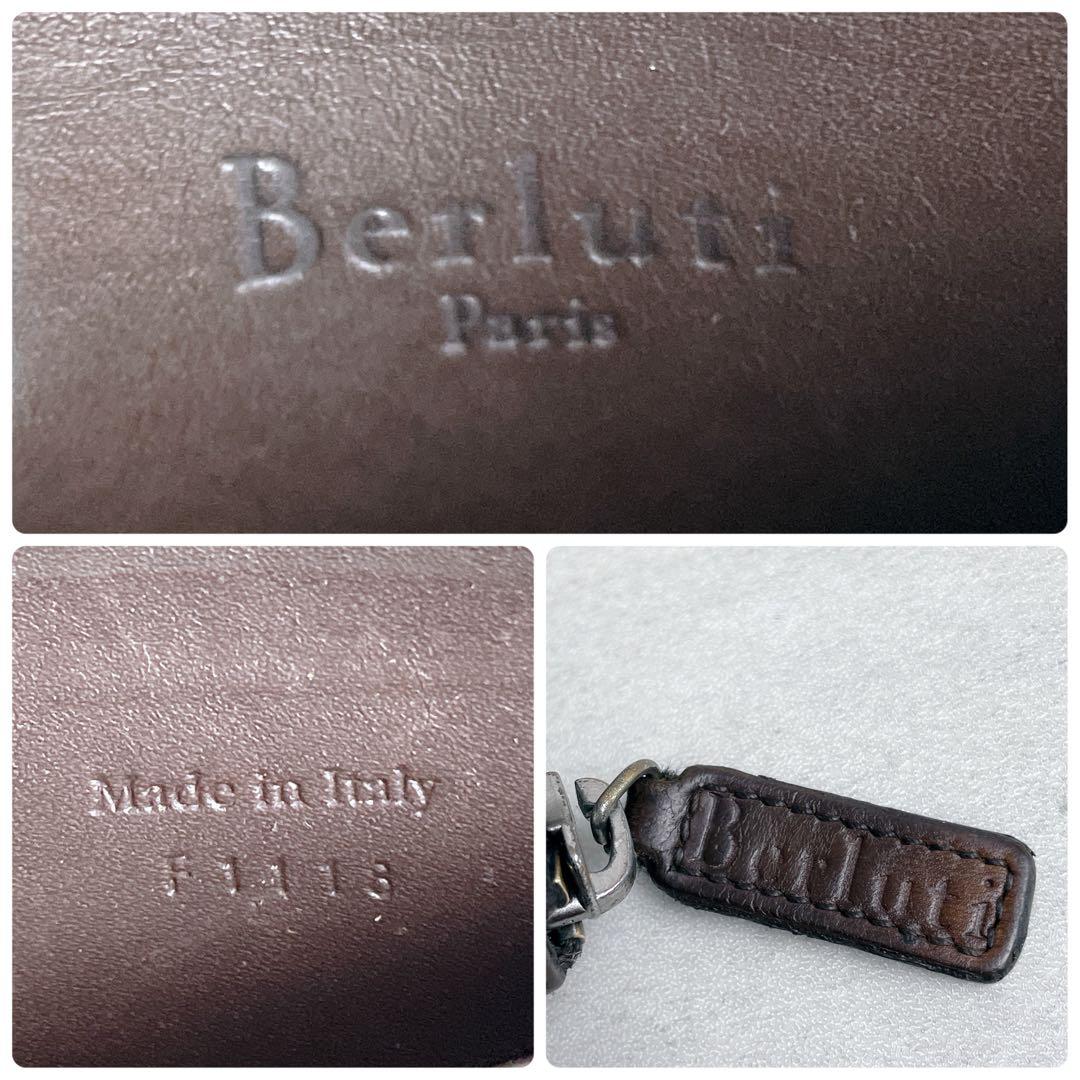 Berluti
Paris
Made in Italy
F1113
Berluti